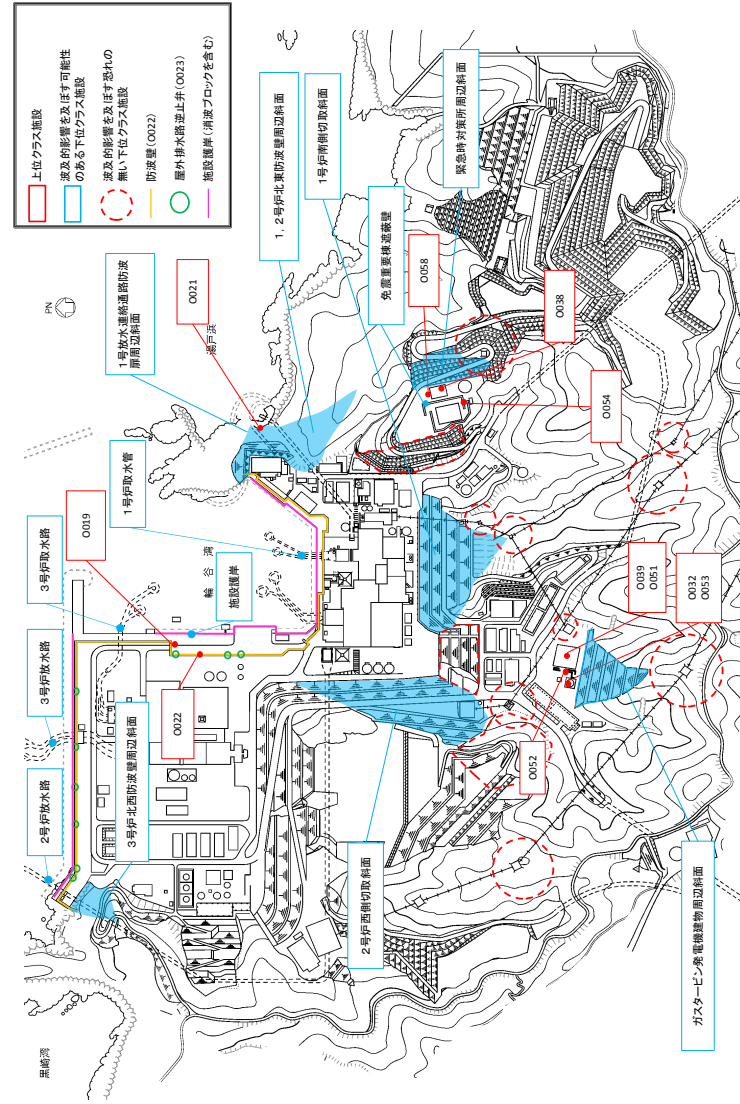 上位クラス施設
波及的影響を及ぼす可能性
のある下位クラス施設
波及的影響を及ぼす恐れの
無い下位クラス施設
防波壁(O022)
屋外排水路逆止弁(O023)
施設護岸(消波ブロックを含む)
PN
1号放水連絡通路防波
扉周辺斜面
O021
湯戸浜
1,2号炉北東防波壁周辺斜面
1号炉南側切取斜面
免震重要棟遮蔽壁
緊急時対策所周辺斜面
O058
O038
O054
1号炉取水管
O019
3号炉取水路
3号炉放水路
2号炉放水路
輪谷湾
施設護岸
O022
3号炉北西防波壁周辺斜面
2号炉西側切取斜面
O052
O039
O051
O032
O053
ガスタービン発電機建物周辺斜面
黒崎湾